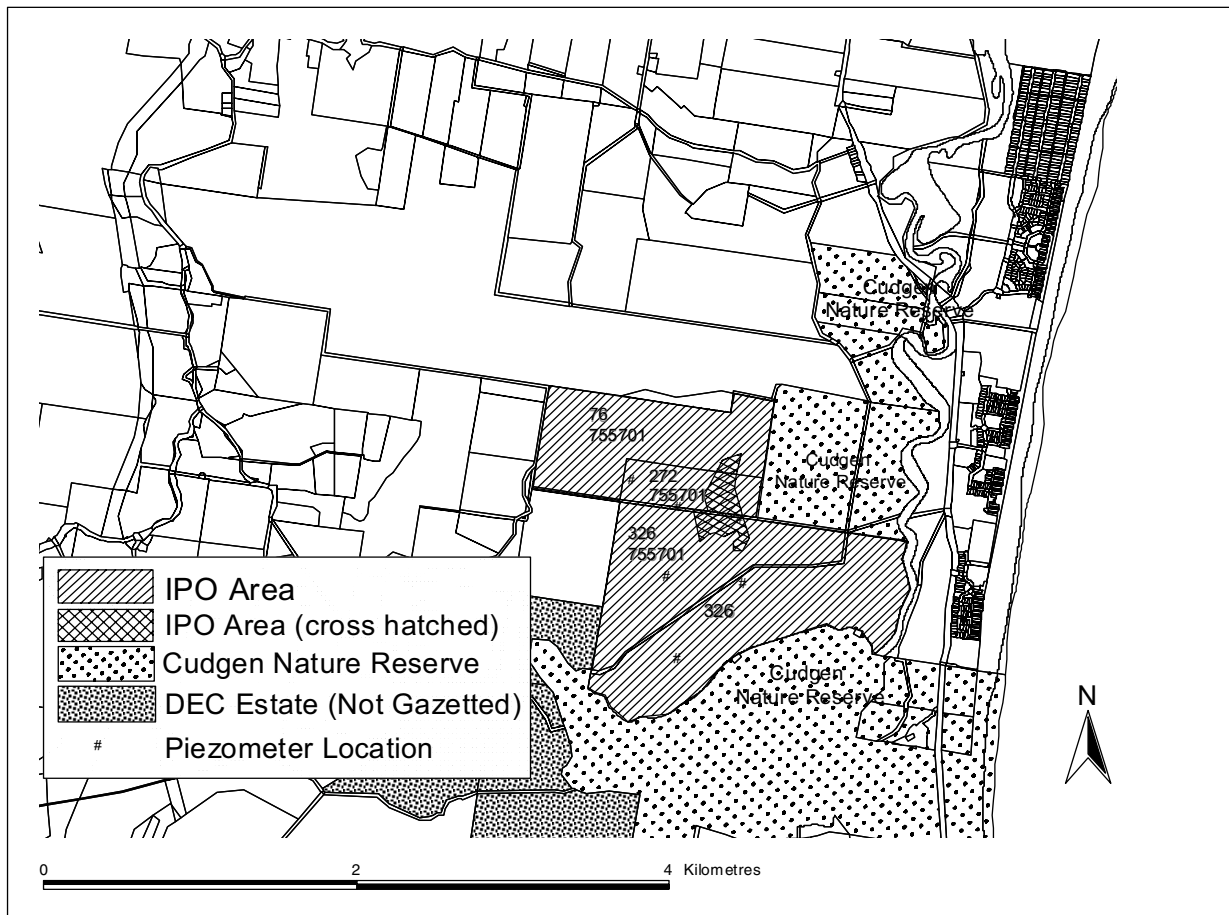 Cudgen
Nature Reserve
76
755701
272
755701
Cudgen
Nature Reserve
326
755701
326
Cudgen
Nature Reserve
IPO Area
IPO Area (cross hatched)
Cudgen Nature Reserve
DEC Estate (Not Gazetted)
# Piezometer Location
N
0 2 4 Kilometres